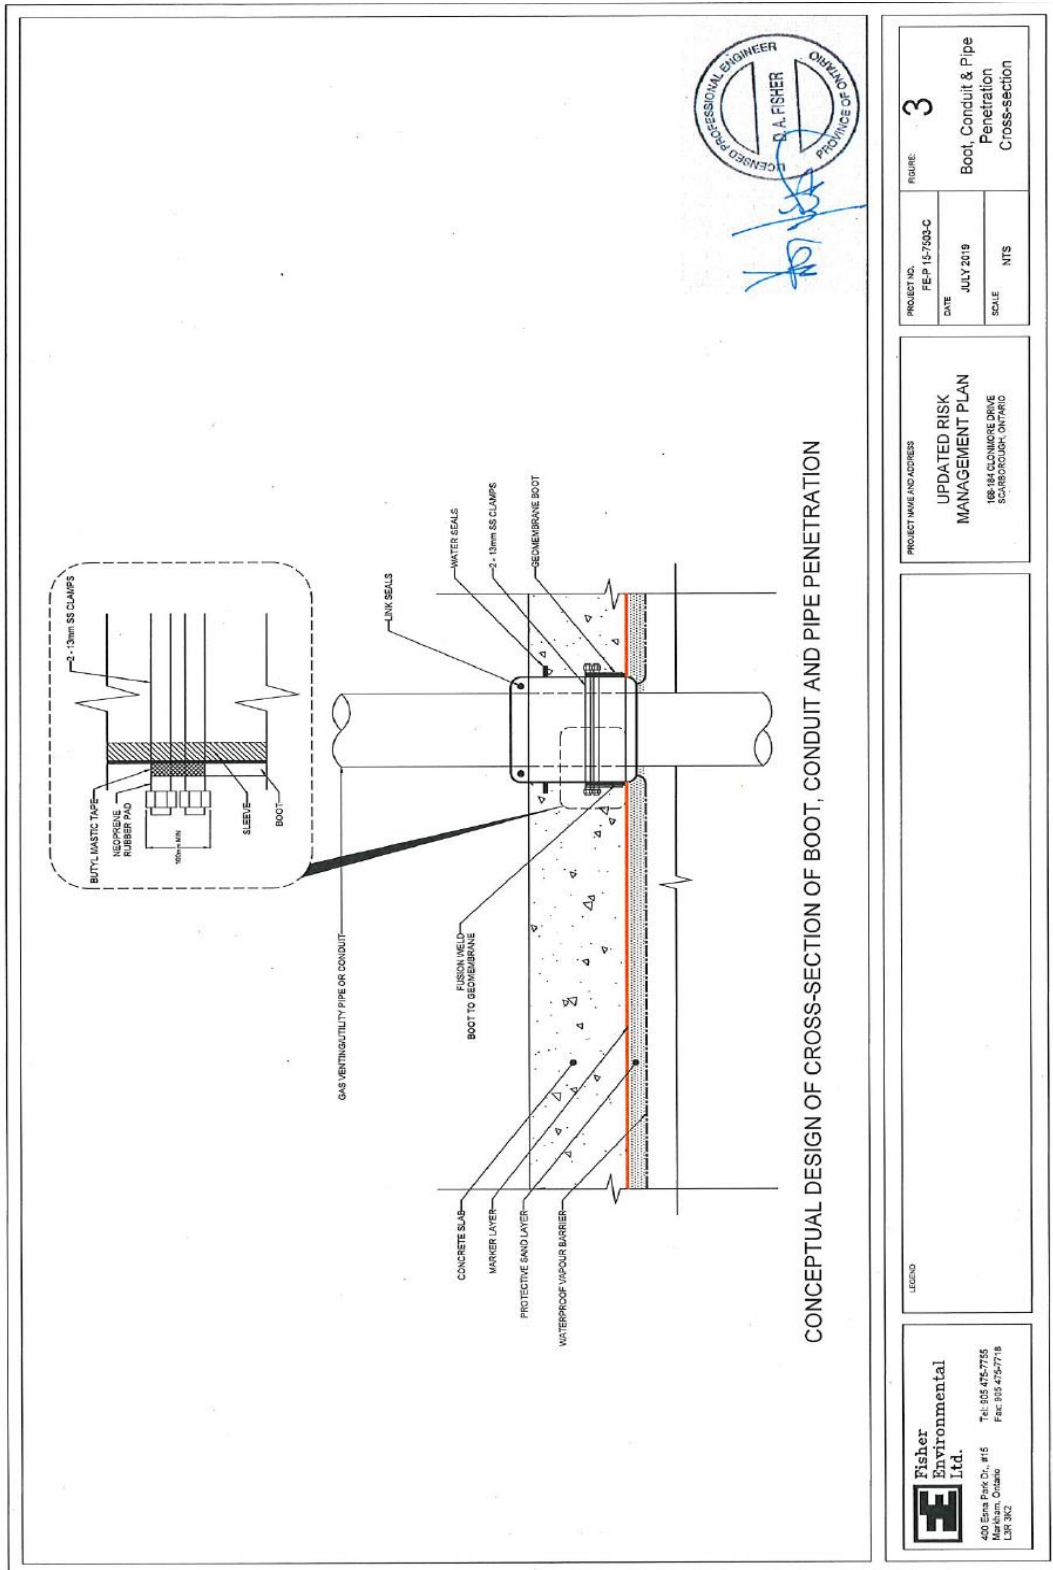 2 - 13mm SS CLAMPS
BUTYL MASTIC TAPE
NEOPRENE
RUBBER PAD
100mm MIN
SLEEVE
BOOT
GAS VENTING/UTILITY PIPE OR CONDUIT
LINK SEALS
WATER SEALS
2 - 13mm SS CLAMPS
GEOMEMBRANE BOOT
FUSION WELD
BOOT TO GEOMEMBRANE
CONCRETE SLAB
MARKER LAYER
PROTECTIVE SAND LAYER
WATERPROOF VAPOUR BARRIER
CONCEPTUAL DESIGN OF CROSS-SECTION OF BOOT, CONDUIT AND PIPE PENETRATION
LICENSED PROFESSIONAL ENGINEER
D. A. FISHER
PROVINCE OF ONTARIO
Fisher
Environmental
Ltd.
400 Esna Park Dr., #15
Markham, Ontario
L3R 3K2
Tel: 905 475-7755
Fax: 905 475-7718
LEGEND
PROJECT NAME AND ADDRESS
UPDATED RISK
MANAGEMENT PLAN
168-184 CLONMORE DRIVE
SCARBOROUGH, ONTARIO
PROJECT NO.
FE-P 15-7503-C
DATE
JULY 2019
SCALE
NTS
FIGURE:
3
Boot, Conduit & Pipe
Penetration
Cross-section